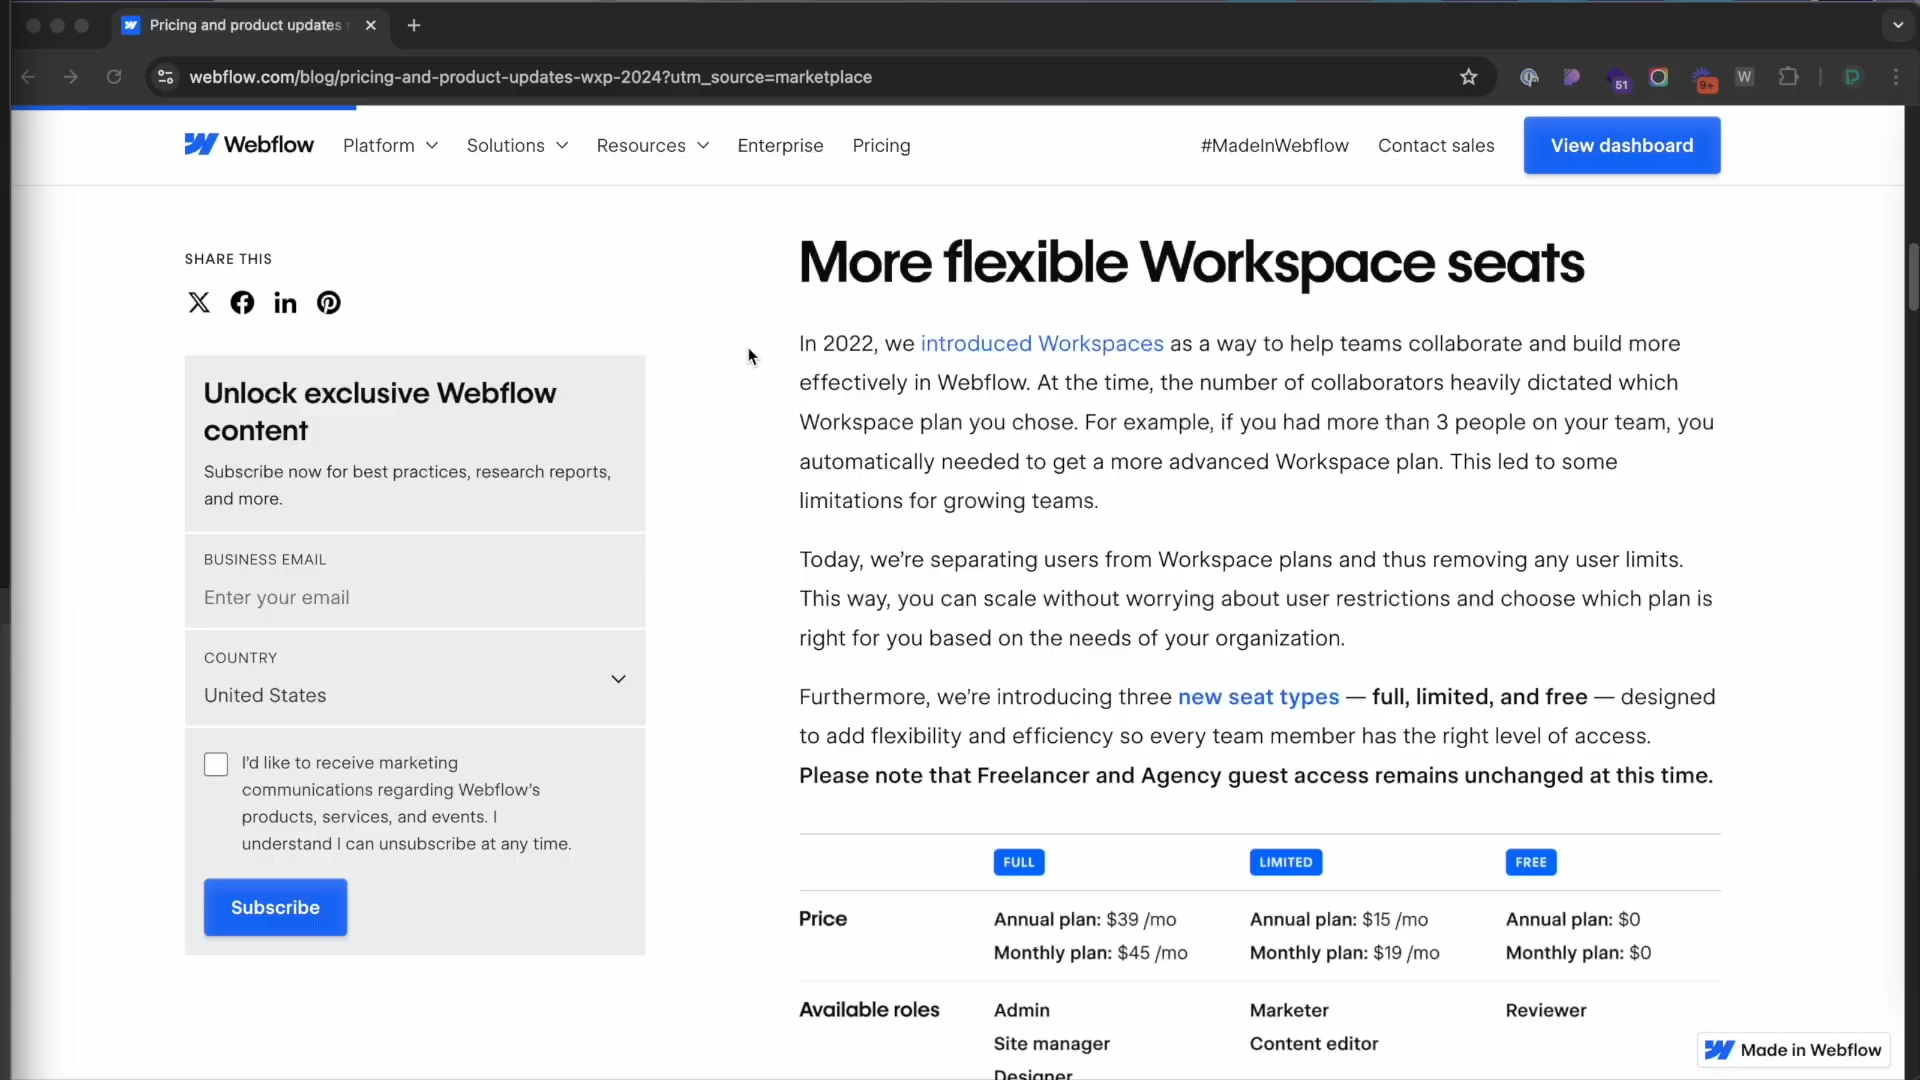 Pricing and product updates
webflow.com/blog/pricing-and-product-updates-wxp-2024?utm_source=marketplace
51
9+
W
Webflow
Platform
Solutions
Resources
Enterprise
Pricing
#MadeInWebflow
Contact sales
View dashboard
SHARE THIS
Unlock exclusive Webflow
content
Subscribe now for best practices, research reports,
and more.
BUSINESS EMAIL
Enter your email
COUNTRY
United States
I'd like to receive marketing
communications regarding Webflow's
products, services, and events. I
understand I can unsubscribe at any time.
Subscribe
More flexible Workspace seats
In 2022, we introduced Workspaces as a way to help teams collaborate and build more
effectively in Webflow. At the time, the number of collaborators heavily dictated which
Workspace plan you chose. For example, if you had more than 3 people on your team, you
automatically needed to get a more advanced Workspace plan. This led to some
limitations for growing teams.
Today, we're separating users from Workspace plans and thus removing any user limits.
This way, you can scale without worrying about user restrictions and choose which plan is
right for you based on the needs of your organization.
Furthermore, we're introducing three new seat types — full, limited, and free — designed
to add flexibility and efficiency so every team member has the right level of access.
Please note that Freelancer and Agency guest access remains unchanged at this time.
FULL LIMITED FREE
Price Annual plan: $39 /mo Annual plan: $15 /mo Annual plan: $0
Monthly plan: $45 /mo Monthly plan: $19 /mo Monthly plan: $0
Available roles Admin Marketer Reviewer
Site manager Content editor
Designer
Made in Webflow